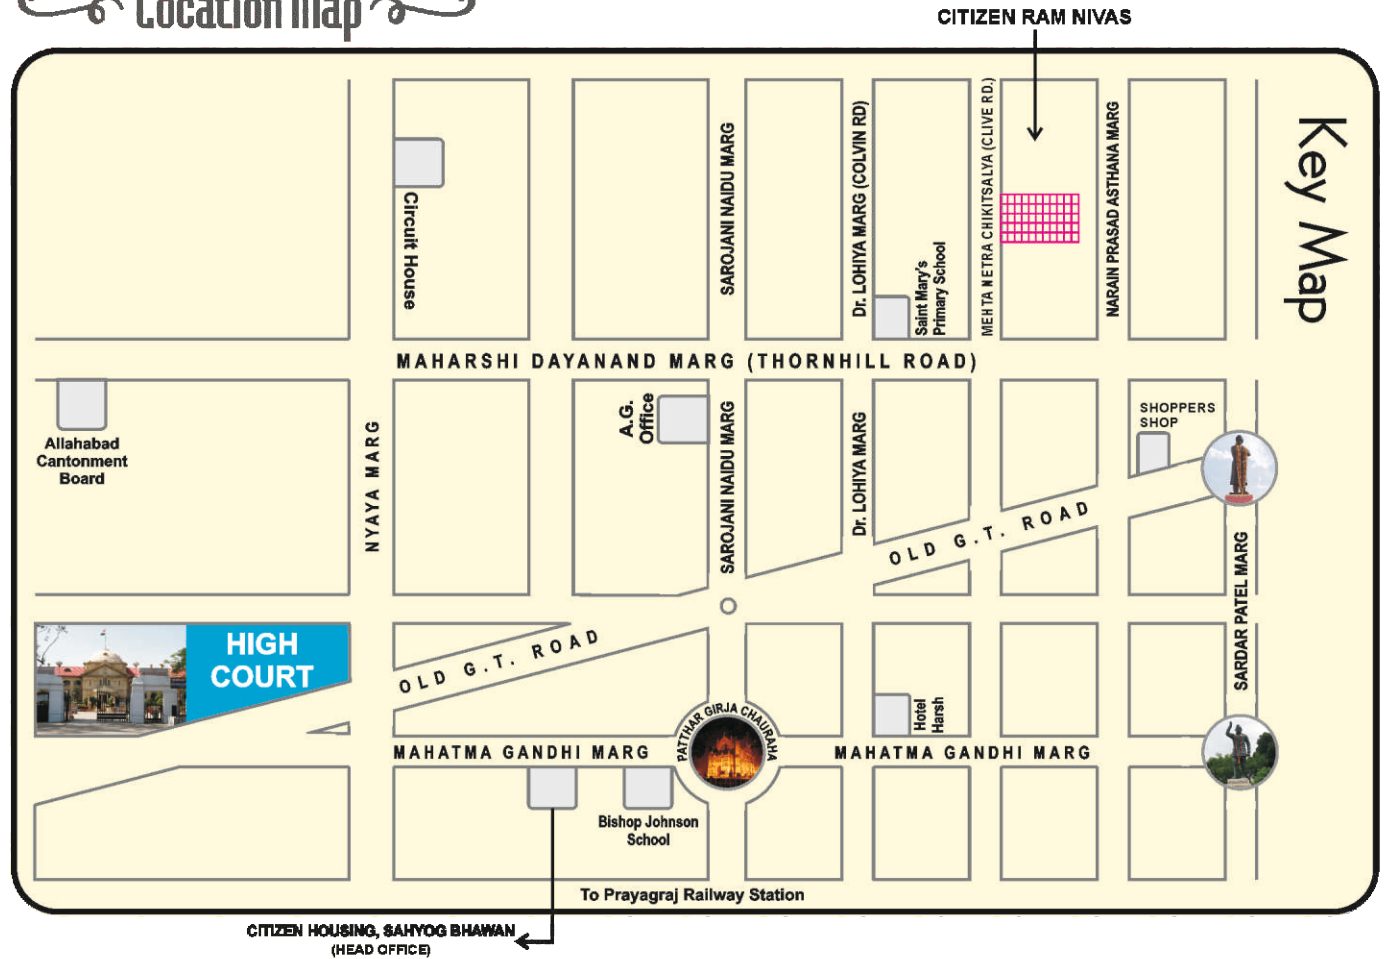 Location Map
CITIZEN RAM NIVAS
Key Map
Circuit House
SAROJANI NAIDU MARG
Dr. LOHIYA MARG (COLVIN RD)
Saint Mary's
Primary School
MEHTA NETRA CHIKITSALYA (CLIVE RD.)
NARAIN PRASAD ASTHANA MARG
MAHARSHI DAYANAND MARG (THORNHILL ROAD)
Allahabad
Cantonment
Board
NYAYA MARG
A.G.
Office
SAROJANI NAIDU MARG
Dr. LOHIYA MARG
SHOPPERS
SHOP
OLD G.T. ROAD
SARDAR PATEL MARG
HIGH
COURT
OLD G.T. ROAD
PATTHAR GIRJA CHAURAHA
Hotel
Harsh
MAHATMA GANDHI MARG
MAHATMA GANDHI MARG
Bishop Johnson
School
To Prayagraj Railway Station
CITIZEN HOUSING, SAHYOG BHAWAN
(HEAD OFFICE)